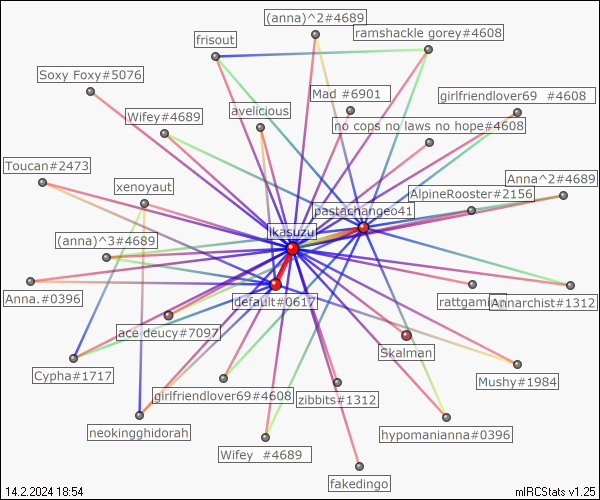 (anna)^2#4689
ramshackle gorey#4608
frisout
Soxy Foxy#5076
Mad #6901
girlfriendlover69 #4608
avelicious
Wifey#4689
no cops no laws no hope#4608
Toucan#2473
Anna^2#4689
xenoyaut
AlpineRooster#2156
pastachangeo41
ikasuzu
(anna)^3#4689
Anna.#0396
default#0617
rattgami
Annarchist#1312
ace deucy#7097
Skalman
Cypha#1717
Mushy#1984
girlfriendlover69#4608
zibbits#1312
neokingghidorah
hypomanianna#0396
Wifey #4689
fakedingo
14.2.2024 18:54
mIRCStats v1.25